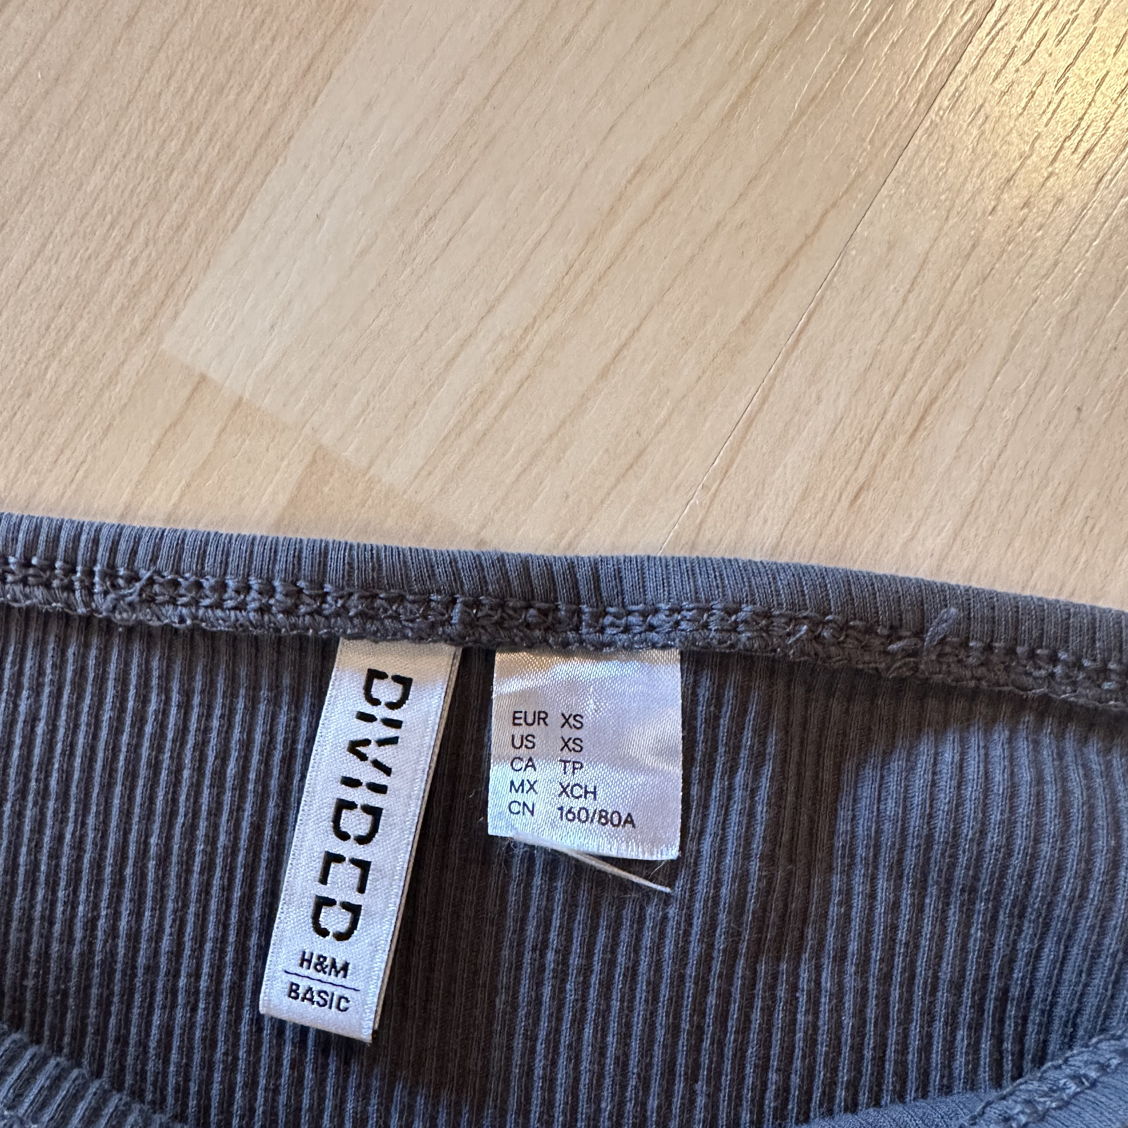 DIVIDED
H&M
BASIC
EUR XS
US XS
CA TP
MX XCH
CN 160/80A